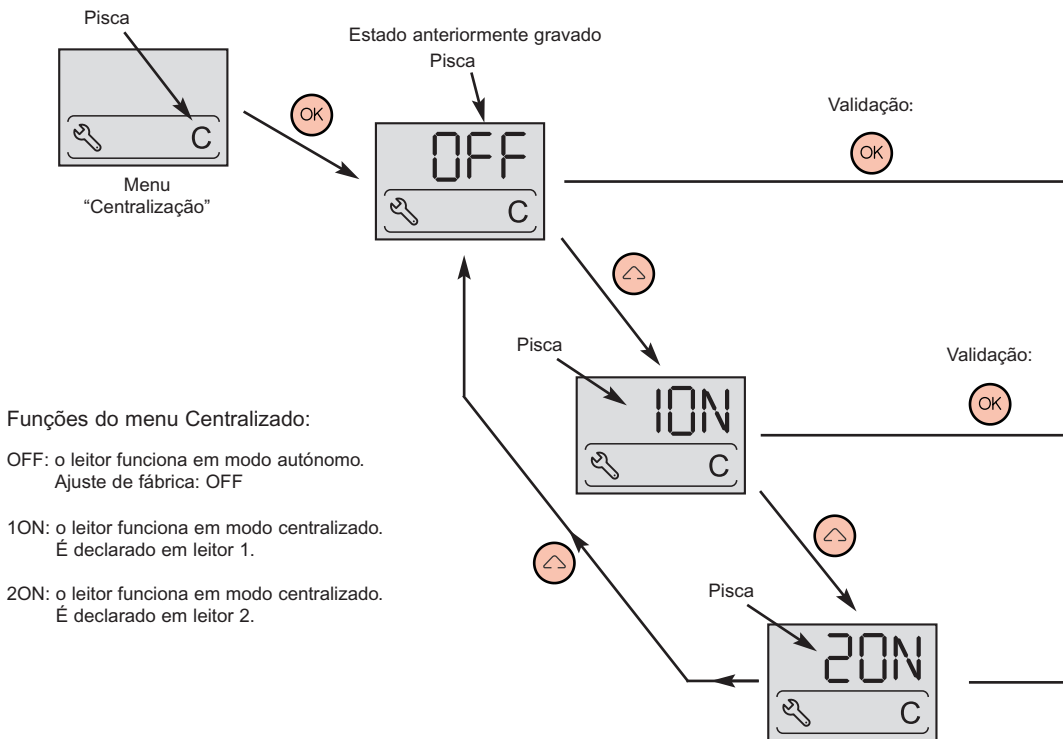 Pisca
Estado anteriormente gravado
Pisca
OK
C
Menu
“Centralização”
OFF
C
Validação:
OK
Pisca
1ON
C
Validação:
OK
Funções do menu Centralizado:
OFF: o leitor funciona em modo autónomo.
Ajuste de fábrica: OFF
1ON: o leitor funciona em modo centralizado.
É declarado em leitor 1.
2ON: o leitor funciona em modo centralizado.
É declarado em leitor 2.
Pisca
2ON
C